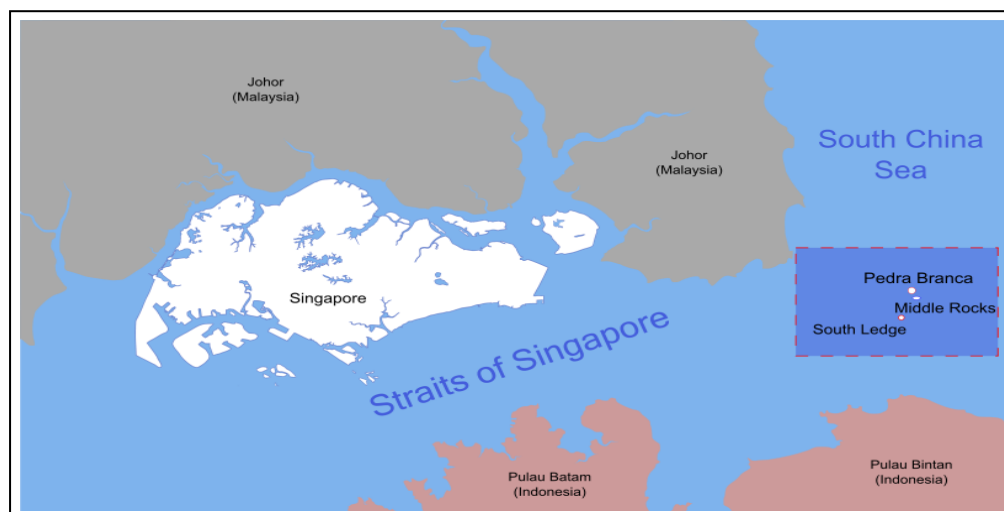 Johor
(Malaysia)
South China
Sea
Johor
(Malaysia)
Pedra Branca
Singapore
Middle Rocks
South Ledge
Straits of Singapore
Pulau Batam
(Indonesia)
Pulau Bintan
(Indonesia)